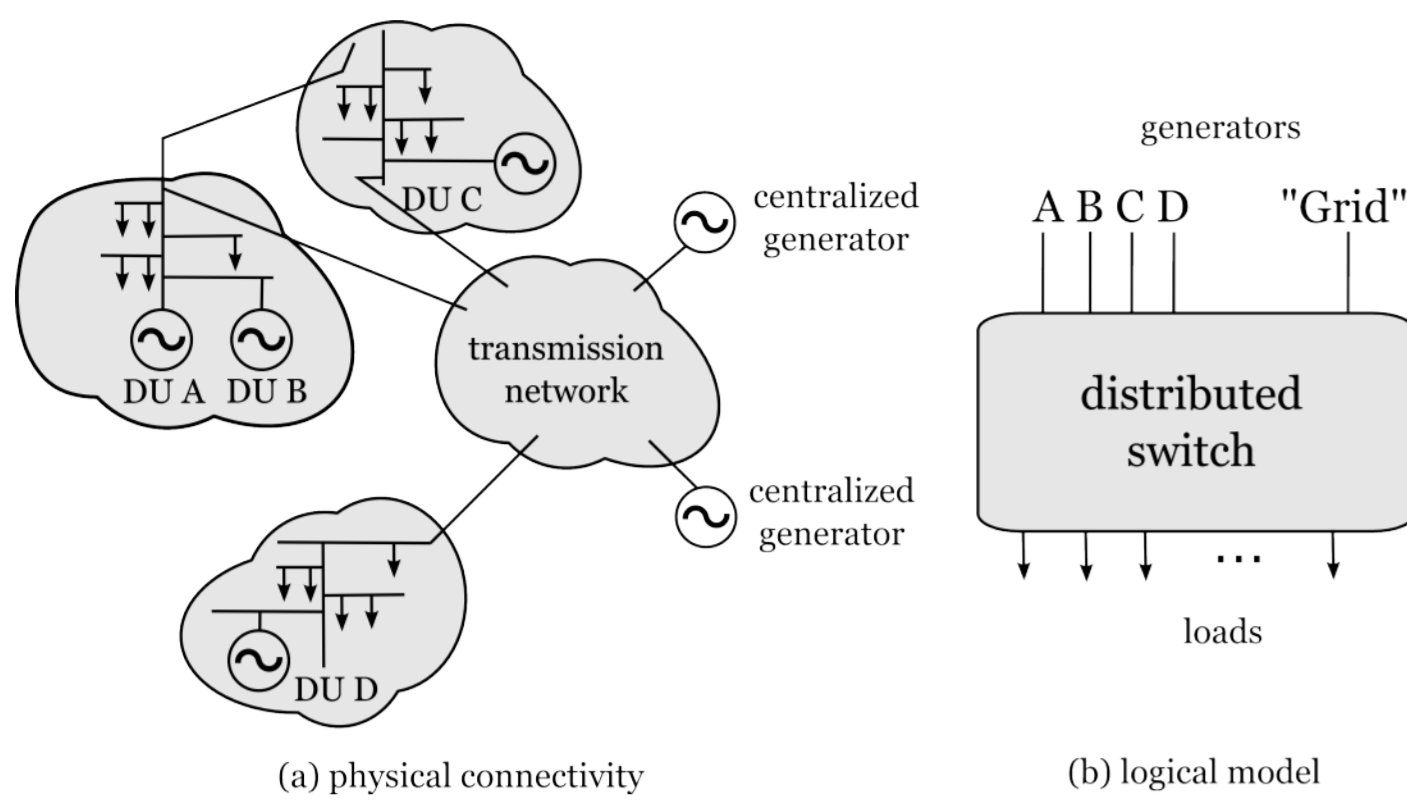 DU C
DU A DU B
transmission
network
centralized
generator
centralized
generator
DU D
(a) physical connectivity
generators
A B C D "Grid"
distributed
switch
...
loads
(b) logical model